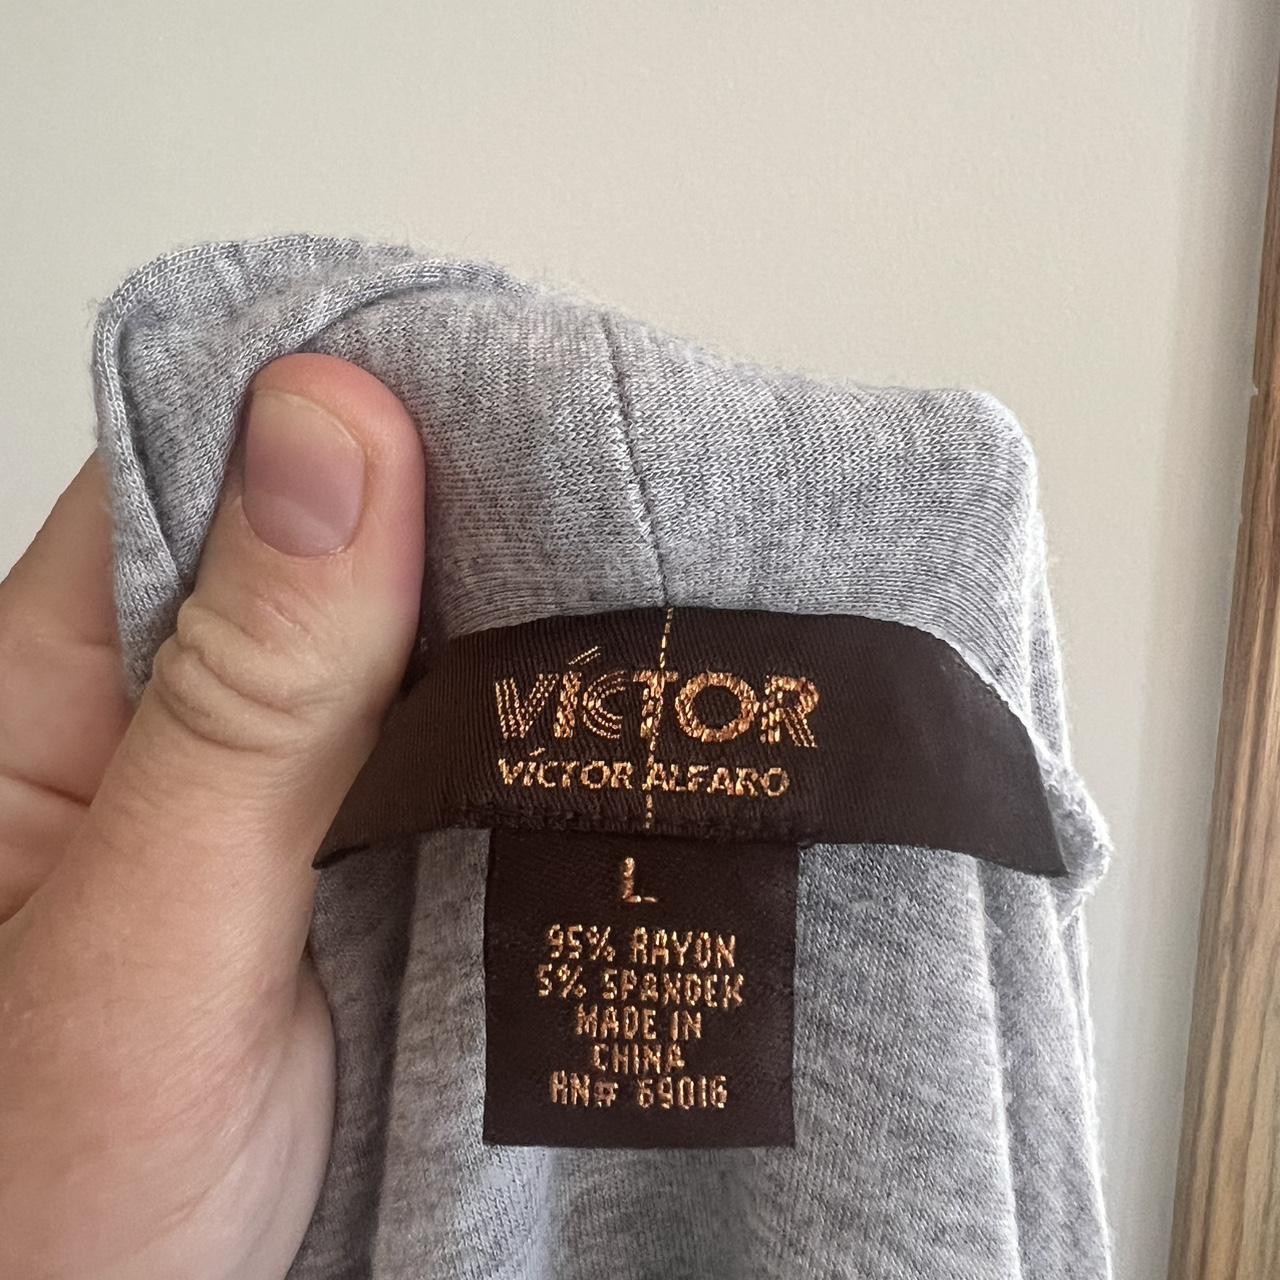 VÍCTOR
VÍCTOR ALFARO
L
95% RAYON
5% SPANDEX
MADE IN
CHINA
RN# 69016